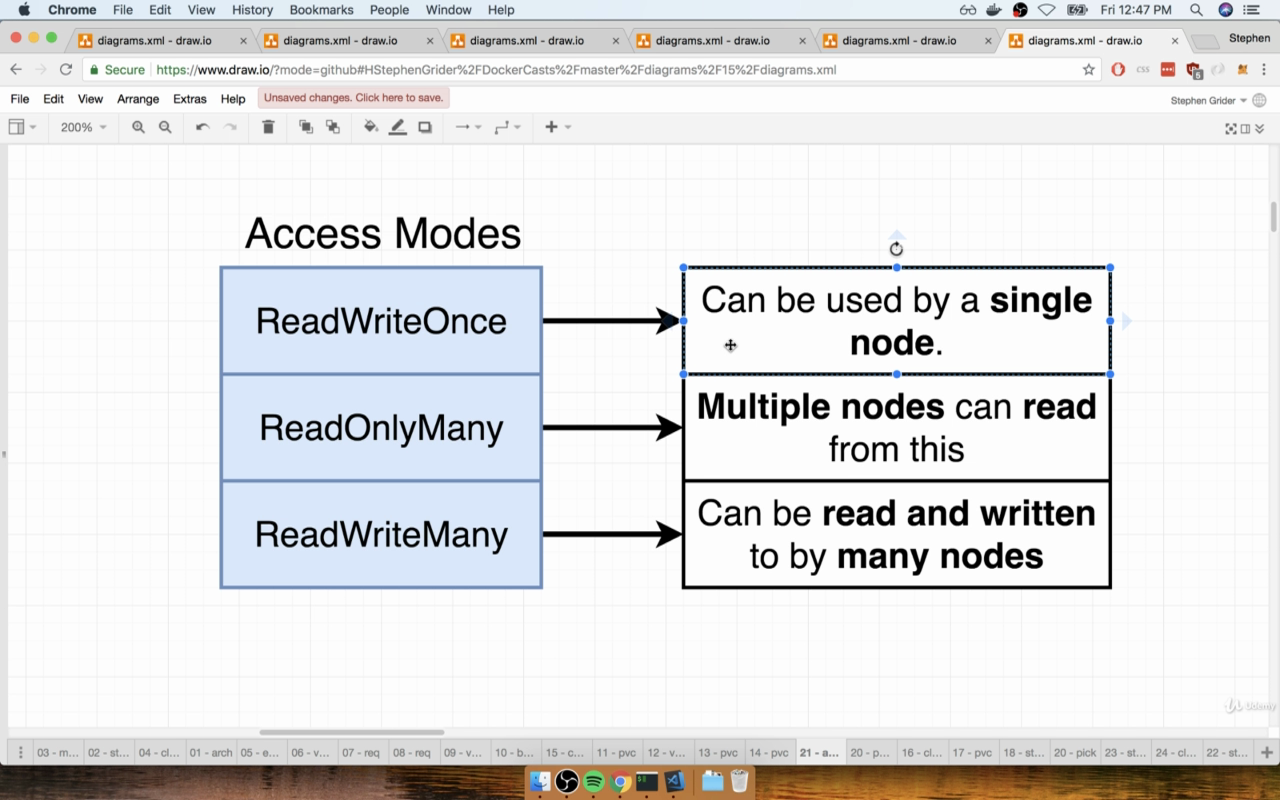 Chrome File Edit View History Bookmarks People Window Help Fri 12:47 PM
diagrams.xml - draw.io diagrams.xml - draw.io diagrams.xml - draw.io diagrams.xml - draw.io diagrams.xml - draw.io diagrams.xml - draw.io Stephen
Secure https://www.draw.io/?mode=github#HStephenGrider%2FDockerCasts%2Fmaster%2Fdiagrams%2F15%2Fdiagrams.xml CSS 5
File Edit View Arrange Extras Help Unsaved changes. Click here to save. Stephen Grider
200%
Access Modes
ReadWriteOnce
Can be used by a single
node.
ReadOnlyMany
Multiple nodes can read
from this
ReadWriteMany
Can be read and written
to by many nodes
Udemy
03 - m... 02 - st... 04 - cl... 01 - arch 05 - e... 06 - v... 07 - req 08 - req 09 - v... 10 - b... 15 - c... 11 - pvc 12 - v... 13 - pvc 14 - pvc 21 - a... 20 - p... 16 - cl... 17 - pvc 18 - st... 20 - pick 23 - st... 24 - cl... 22 - st...